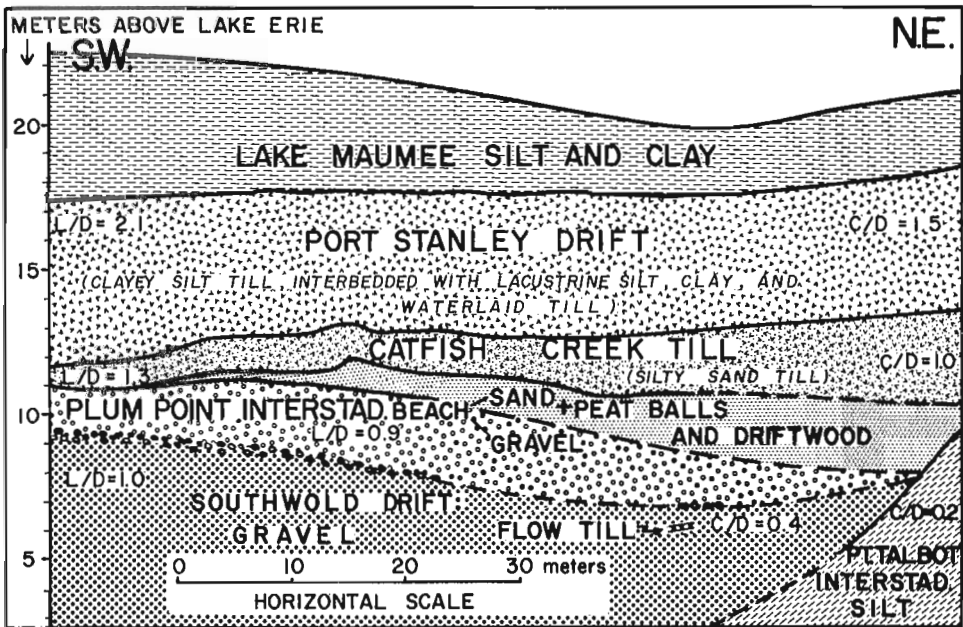 METERS ABOVE LAKE ERIE
↓ S.W.
N.E.
20
LAKE MAUMEE SILT AND CLAY
L/D = 2.1
C/D = 1.5
PORT STANLEY DRIFT
15
(CLAYEY SILT TILL INTERBEDDED WITH LACUSTRINE SILT, CLAY, AND
WATERLAID TILL)
CATFISH CREEK TILL
L/D = 1.3
(SILTY SAND TILL)
C/D=1.0
10
PLUM POINT INTERSTAD. BEACH
SAND + PEAT BALLS
AND DRIFTWOOD
L/D = 0.9
GRAVEL
L/D=1.0
SOUTHWOLD DRIFT
GRAVEL
FLOW TILL
C/D=0.4
C/D=0.2
5
PT.TALBOT
INTERSTAD.
SILT
0 10 20 30 meters
HORIZONTAL SCALE